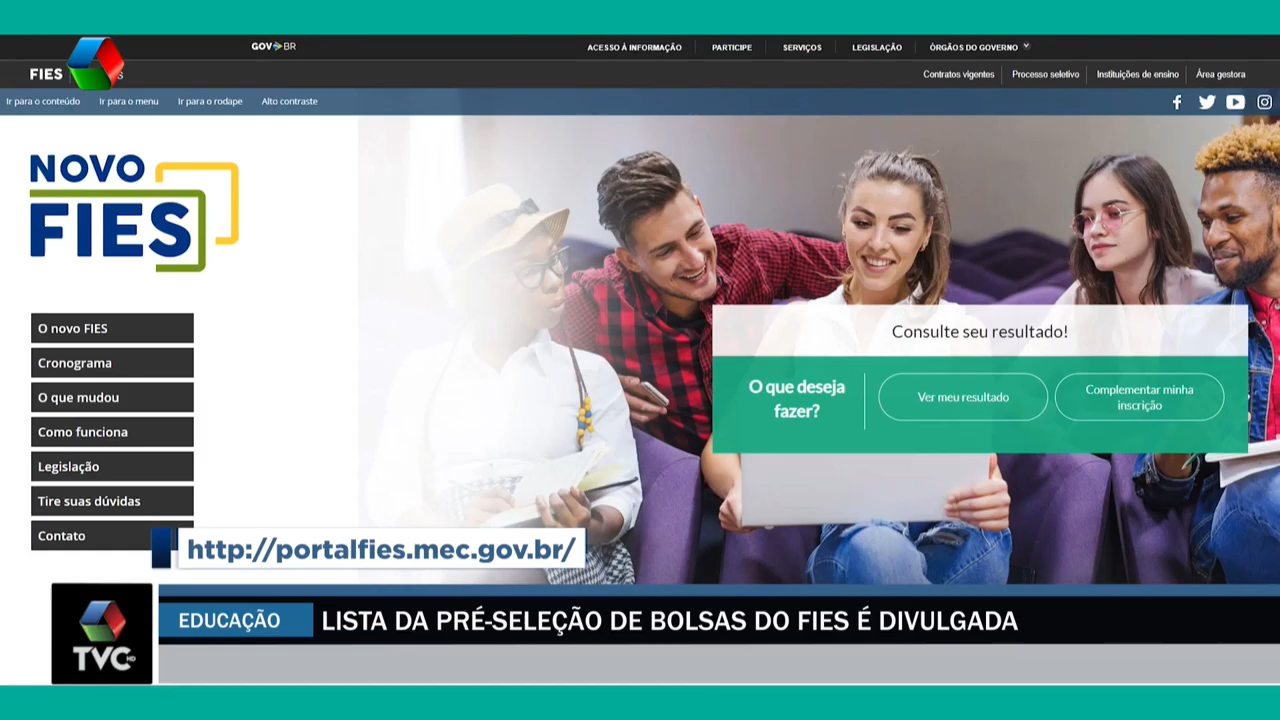 GOV BR
ACESSO À INFORMAÇÃO
PARTICIPE
SERVIÇOS
LEGISLAÇÃO
ÓRGÃOS DO GOVERNO
FIES
Contratos vigentes
Processo seletivo
Instituições de ensino
Área gestora
Ir para o conteúdo
Ir para o menu
Ir para o rodape
Alto contraste
NOVO
FIES
O novo FIES
Cronograma
O que mudou
Como funciona
Legislação
Tire suas dúvidas
Contato
Consulte seu resultado!
O que deseja
fazer?
Ver meu resultado
Complementar minha
inscrição
http://portalfies.mec.gov.br/
EDUCAÇÃO
LISTA DA PRÉ-SELEÇÃO DE BOLSAS DO FIES É DIVULGADA
TVC HD